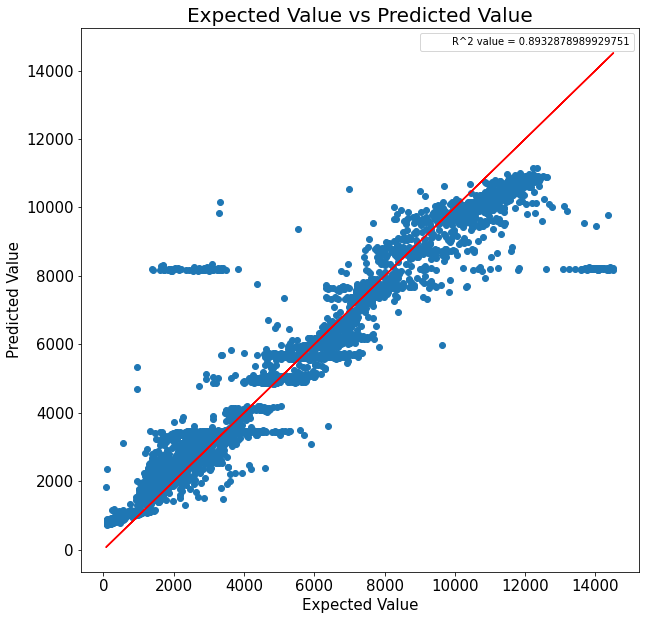 Expected Value vs Predicted Value
R^2 value = 0.8932878989929751
14000
12000
10000
8000
6000
4000
2000
0
Predicted Value
0 2000 4000 6000 8000 10000 12000 14000
Expected Value